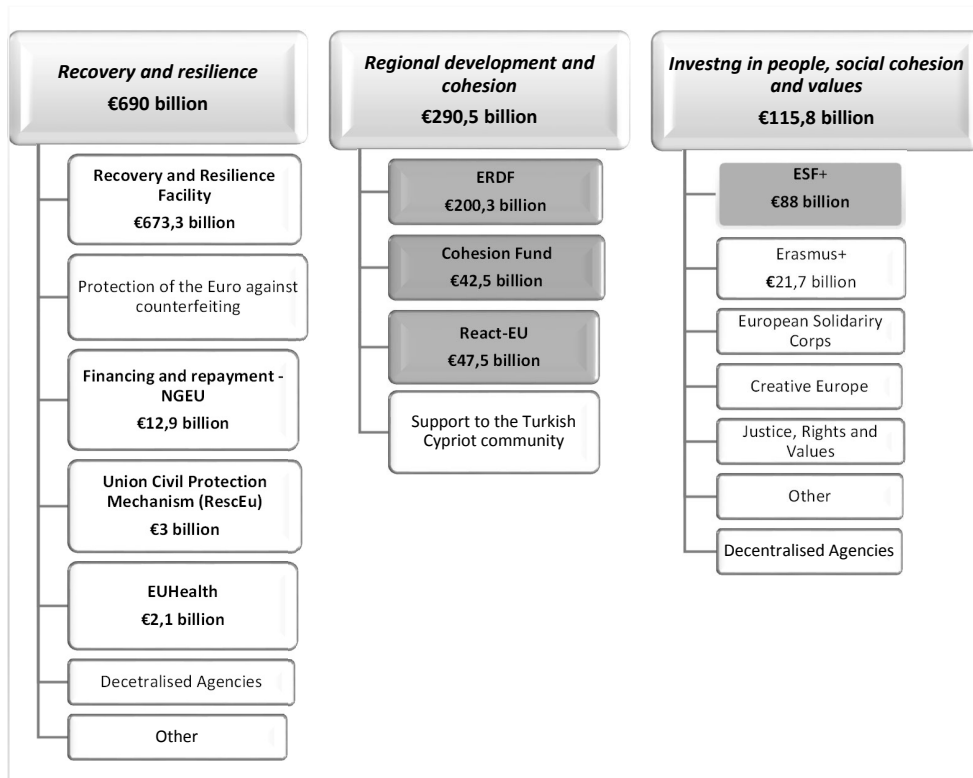 Recovery and resilience
€690 billion
Recovery and Resilience
Facility
€673,3 billion
Protection of the Euro against
counterfeiting
Financing and repayment -
NGEU
€12,9 billion
Union Civil Protection
Mechanism (RescEu)
€3 billion
EUHealth
€2,1 billion
Decetralised Agencies
Other
Regional development and
cohesion
€290,5 billion
ERDF
€200,3 billion
Cohesion Fund
€42,5 billion
React-EU
€47,5 billion
Support to the Turkish
Cypriot community
Investng in people, social cohesion
and values
€115,8 billion
ESF+
€88 billion
Erasmus+
€21,7 billion
European Solidariry
Corps
Creative Europe
Justice, Rights and
Values
Other
Decentralised Agencies